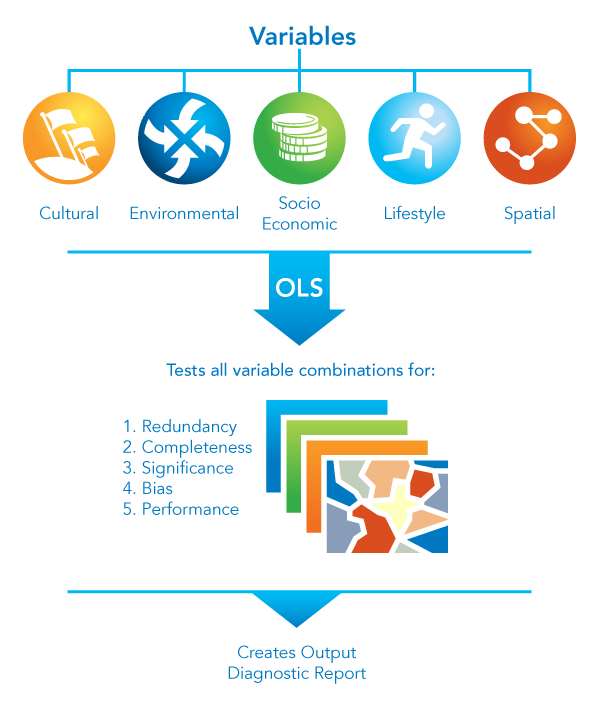 Variables
Cultural
Environmental
Socio
Economic
Lifestyle
Spatial
OLS
Tests all variable combinations for:
1. Redundancy
2. Completeness
3. Significance
4. Bias
5. Performance
Creates Output
Diagnostic Report